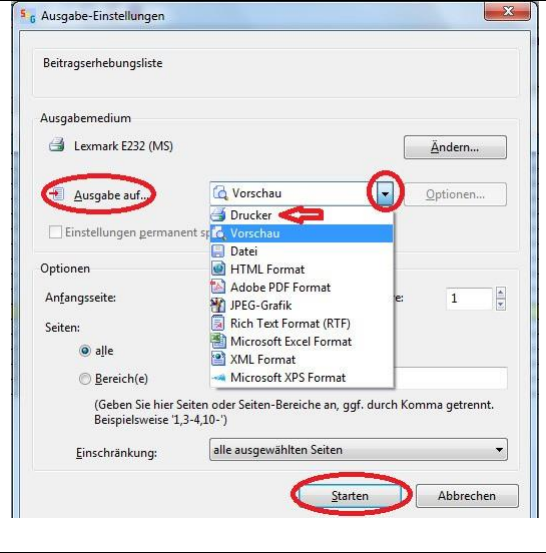 S G Ausgabe-Einstellungen
Beitragserhebungsliste
Ausgabemedium
Lexmark E232 (MS)
Ändern...
Ausgabe auf...
Vorschau
Optionen...
Drucker
Einstellungen permanent sp
Vorschau
Datei
Optionen
HTML Format
Adobe PDF Format
Anfangsseite:
e:
1
JPEG-Grafik
Seiten:
Rich Text Format (RTF)
Microsoft Excel Format
alle
XML Format
Bereich(e)
Microsoft XPS Format
(Geben Sie hier Seiten oder Seiten-Bereiche an, ggf. durch Komma getrennt.
Beispielsweise '1,3-4,10-')
Einschränkung:
alle ausgewählten Seiten
Starten
Abbrechen